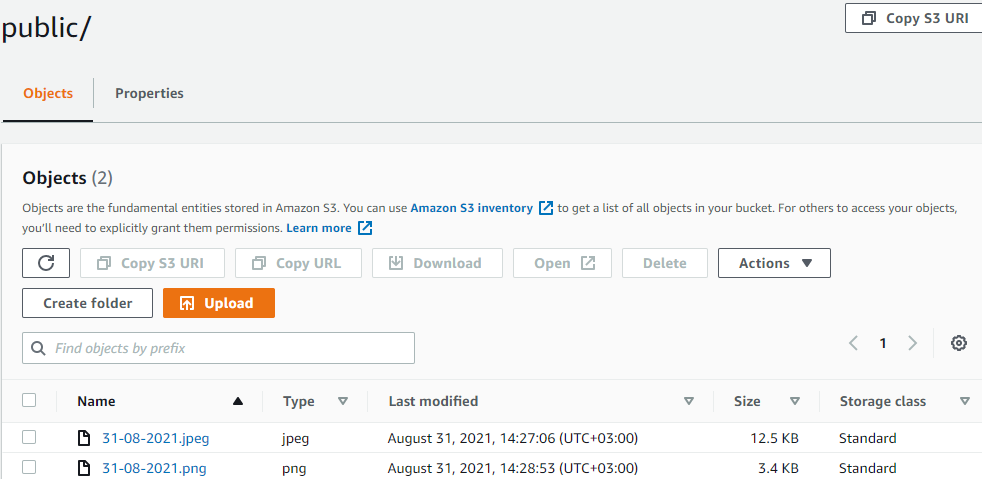 public/
Copy S3 URI
Objects Properties
Objects (2)
Objects are the fundamental entities stored in Amazon S3. You can use Amazon S3 inventory to get a list of all objects in your bucket. For others to access your objects,
you'll need to explicitly grant them permissions. Learn more
Copy S3 URI Copy URL Download Open Delete Actions
Create folder Upload
Find objects by prefix 1
Name Type Last modified Size Storage class
31-08-2021.jpeg jpeg August 31, 2021, 14:27:06 (UTC+03:00) 12.5 KB Standard
31-08-2021.png png August 31, 2021, 14:28:53 (UTC+03:00) 3.4 KB Standard